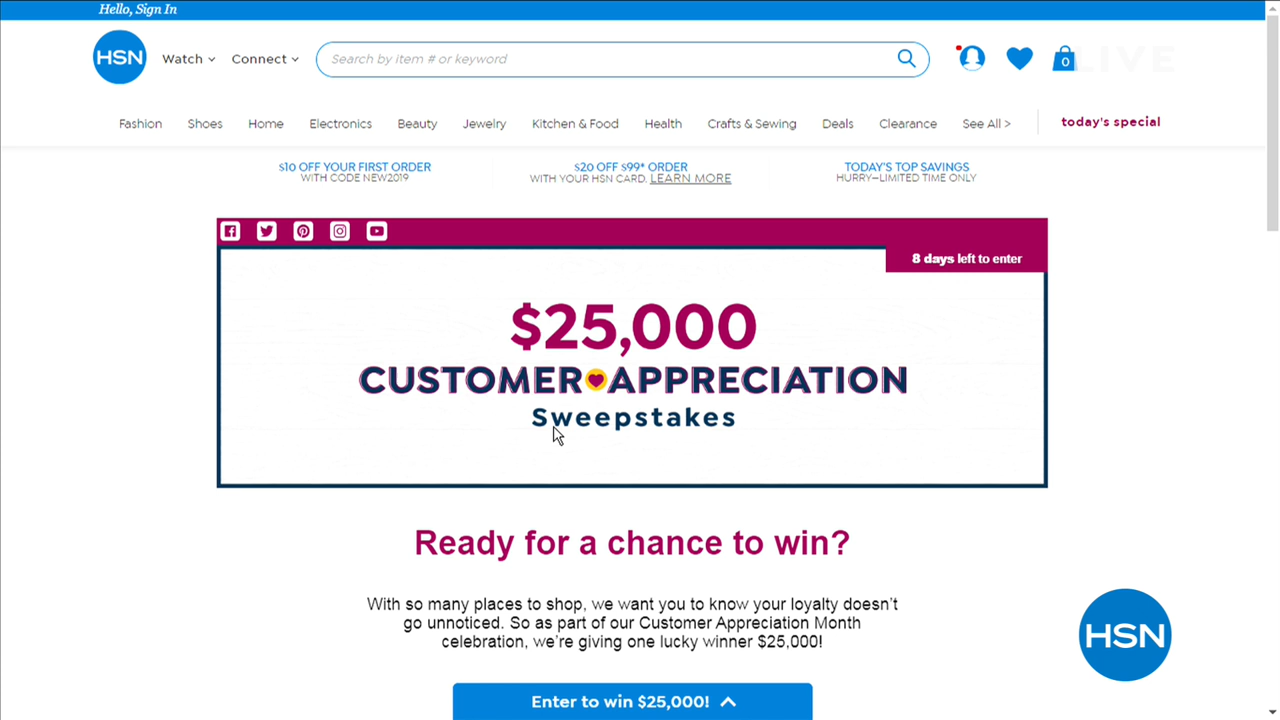 Hello, Sign In
HSN
Watch
Connect
Search by item # or keyword
0
LIVE
Fashion
Shoes
Home
Electronics
Beauty
Jewelry
Kitchen & Food
Health
Crafts & Sewing
Deals
Clearance
See All >
today's special
$10 OFF YOUR FIRST ORDER
WITH CODE NEW2019
$20 OFF $99* ORDER
WITH YOUR HSN CARD. LEARN MORE
TODAY'S TOP SAVINGS
HURRY—LIMITED TIME ONLY
8 days left to enter
$25,000
CUSTOMER APPRECIATION
Sweepstakes
Ready for a chance to win?
With so many places to shop, we want you to know your loyalty doesn't
go unnoticed. So as part of our Customer Appreciation Month
celebration, we're giving one lucky winner $25,000!
HSN
Enter to win $25,000!